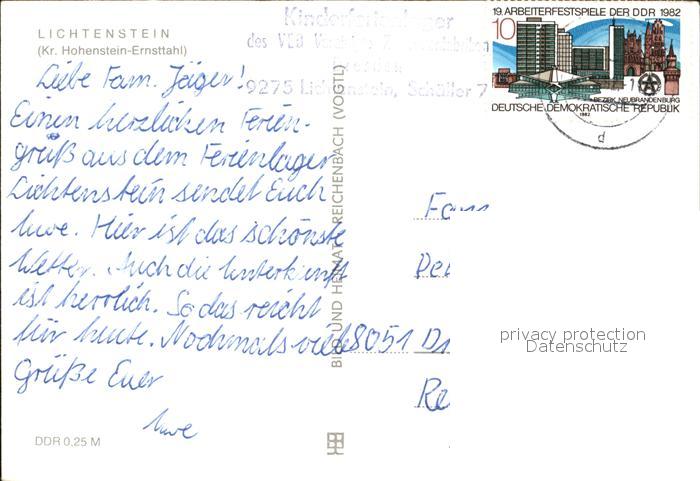 LICHTENSTEIN
(Kr. Hohenstein-Ernstthal)
Liebe Fam. Jäger!
Einen herzlichen Ferien-
grüß aus dem Ferienlager
Lichtenstein sendet Euch
Uwe. Hier ist das schönste
Wetter. Auch die Unterkunft
ist herrlich. So das reicht
für heute. Nochmals viele
Grüße Euer
Uwe
DDR 0,25 M
BILD UND HEIMAT REICHENBACH (VOGTL)
Kinderferienlager
des VEB
Dresden
9275 Lichtenstein, Schüller 7
19. ARBEITERFESTSPIELE DER DDR 1982
10
BEZIRK NEUBRANDENBURG
DEUTSCHE DEMOKRATISCHE REPUBLIK
1982
d
Fam
8051 D
privacy protection
Datenschutz